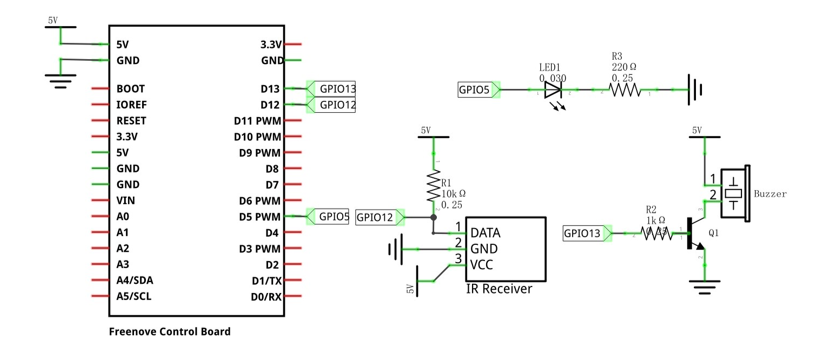 5V
5V
GND
BOOT
IOREF
RESET
3.3V
5V
GND
GND
VIN
A0
A1
A2
A3
A4/SDA
A5/SCL
3.3V
GND
D13
D12
D11 PWM
D10 PWM
D9 PWM
D8
D7
D6 PWM
D5 PWM
D4
D3 PWM
D2
D1/TX
D0/RX
GPIO13
GPIO12
GPIO5
Freenove Control Board
GPIO5
LED1
0.030
R3
220Ω
0.25
5V
R1
10kΩ
0.25
GPIO12
1 DATA
2 GND
3 VCC
5V
IR Receiver
5V
1
2
Buzzer
GPIO13
R2
1kΩ
Q1